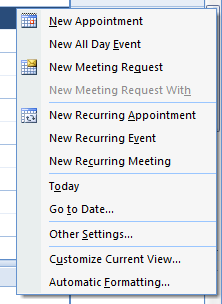 New Appointment
New All Day Event
New Meeting Request
New Meeting Request With
New Recurring Appointment
New Recurring Event
New Recurring Meeting
Today
Go to Date...
Other Settings...
Customize Current View...
Automatic Formatting...